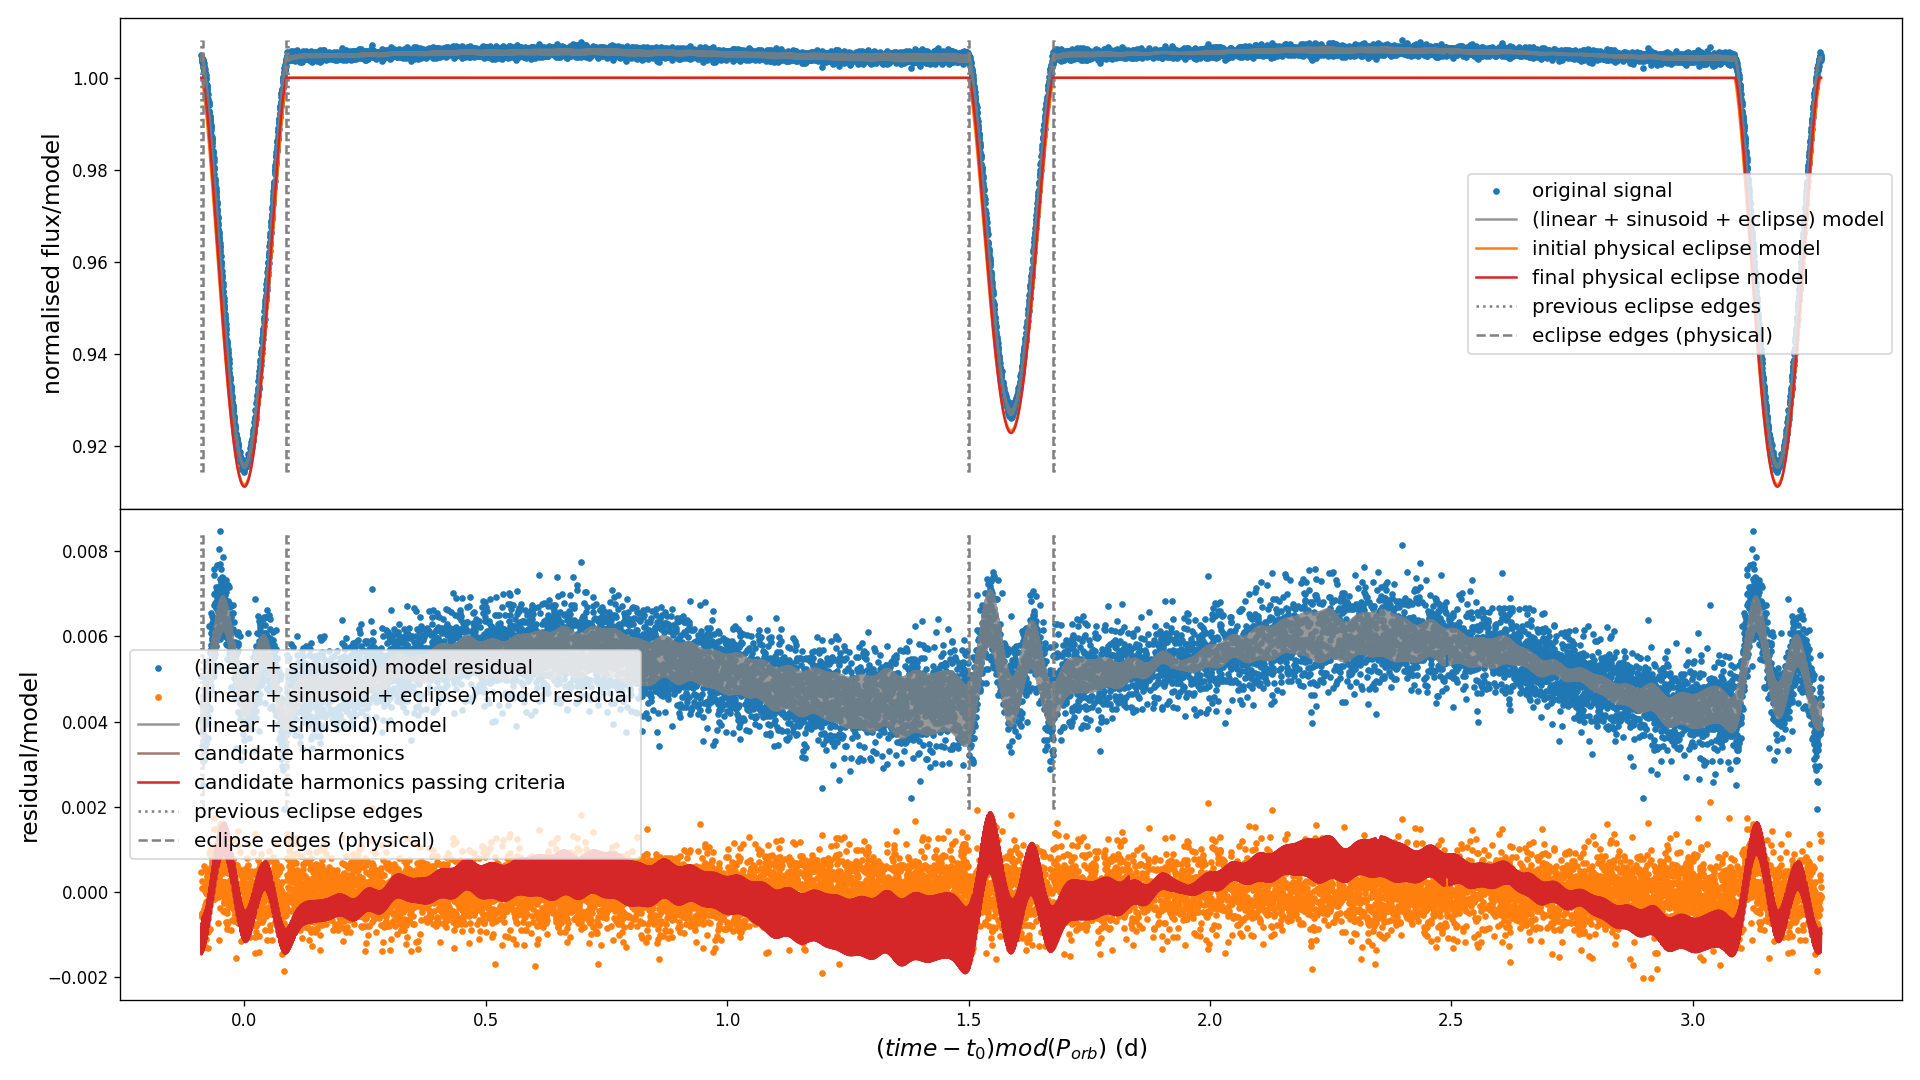 normalised flux/model
1.00
0.98
0.96
0.94
0.92
original signal
(linear + sinusoid + eclipse) model
initial physical eclipse model
final physical eclipse model
previous eclipse edges
eclipse edges (physical)
residual/model
0.008
0.006
0.004
0.002
0.000
−0.002
(linear + sinusoid) model residual
(linear + sinusoid + eclipse) model residual
(linear + sinusoid) model
candidate harmonics
candidate harmonics passing criteria
previous eclipse edges
eclipse edges (physical)
0.0 0.5 1.0 1.5 2.0 2.5 3.0
(time − t₀)mod(P_orb) (d)